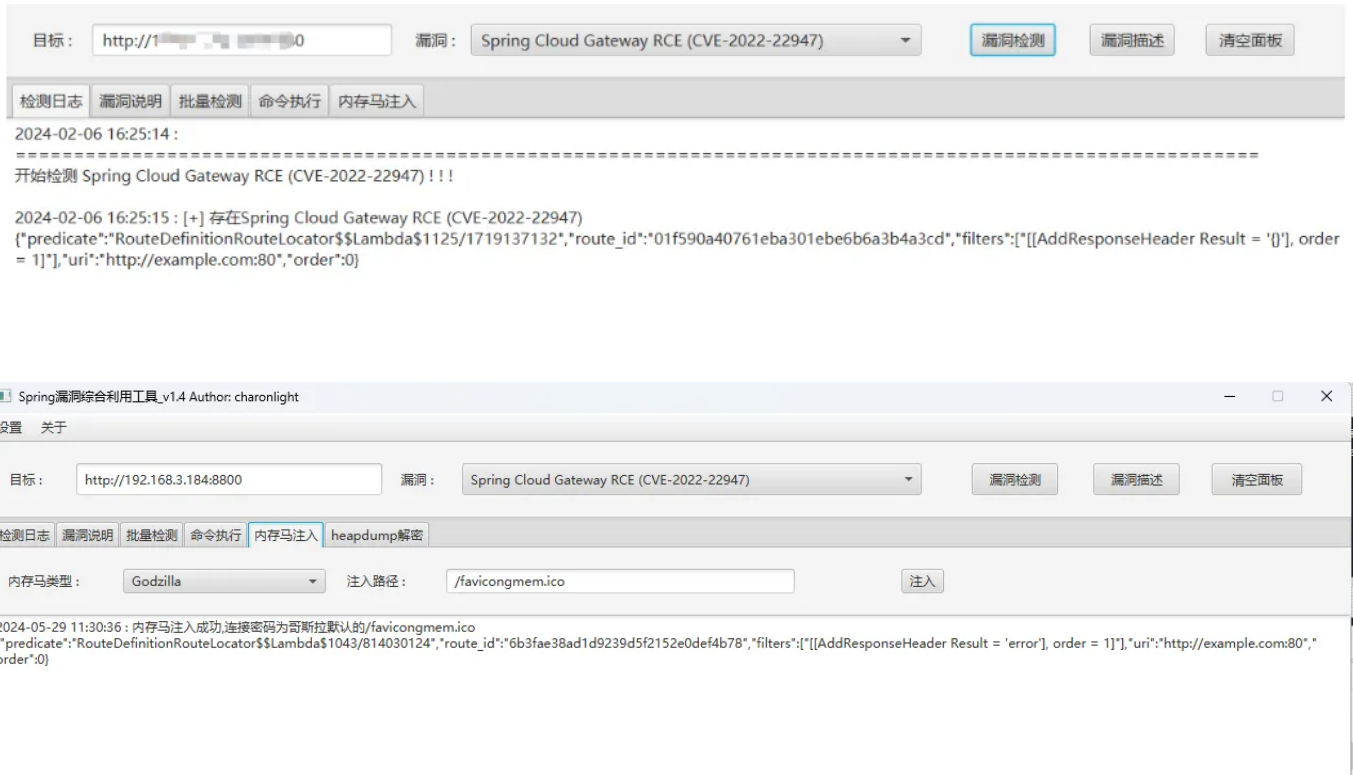 目标： http://1 0 漏洞： Spring Cloud Gateway RCE (CVE-2022-22947) 漏洞检测 漏洞描述 清空面板
检测日志 漏洞说明 批量检测 命令执行 内存马注入
2024-02-06 16:25:14 :
==========================================================================================================
开始检测 Spring Cloud Gateway RCE (CVE-2022-22947) ! ! !
2024-02-06 16:25:15 : [+] 存在Spring Cloud Gateway RCE (CVE-2022-22947)
{"predicate":"RouteDefinitionRouteLocator$$Lambda$1125/1719137132","route_id":"01f590a40761eba301ebe6b6a3b4a3cd","filters":["[[AddResponseHeader Result = '{}'], order
= 1]"],"uri":"http://example.com:80","order":0}
Spring漏洞综合利用工具_v1.4 Author: charonlight
设置 关于
目标： http://192.168.3.184:8800 漏洞： Spring Cloud Gateway RCE (CVE-2022-22947) 漏洞检测 漏洞描述 清空面板
检测日志 漏洞说明 批量检测 命令执行 内存马注入 heapdump解密
内存马类型： Godzilla 注入路径： /favicongmem.ico 注入
2024-05-29 11:30:36 : 内存马注入成功,连接密码为哥斯拉默认的/favicongmem.ico
"predicate":"RouteDefinitionRouteLocator$$Lambda$1043/814030124","route_id":"6b3fae38ad1d9239d5f2152e0def4b78","filters":["[[AddResponseHeader Result = 'error'], order = 1]"],"uri":"http://example.com:80","
order":0}